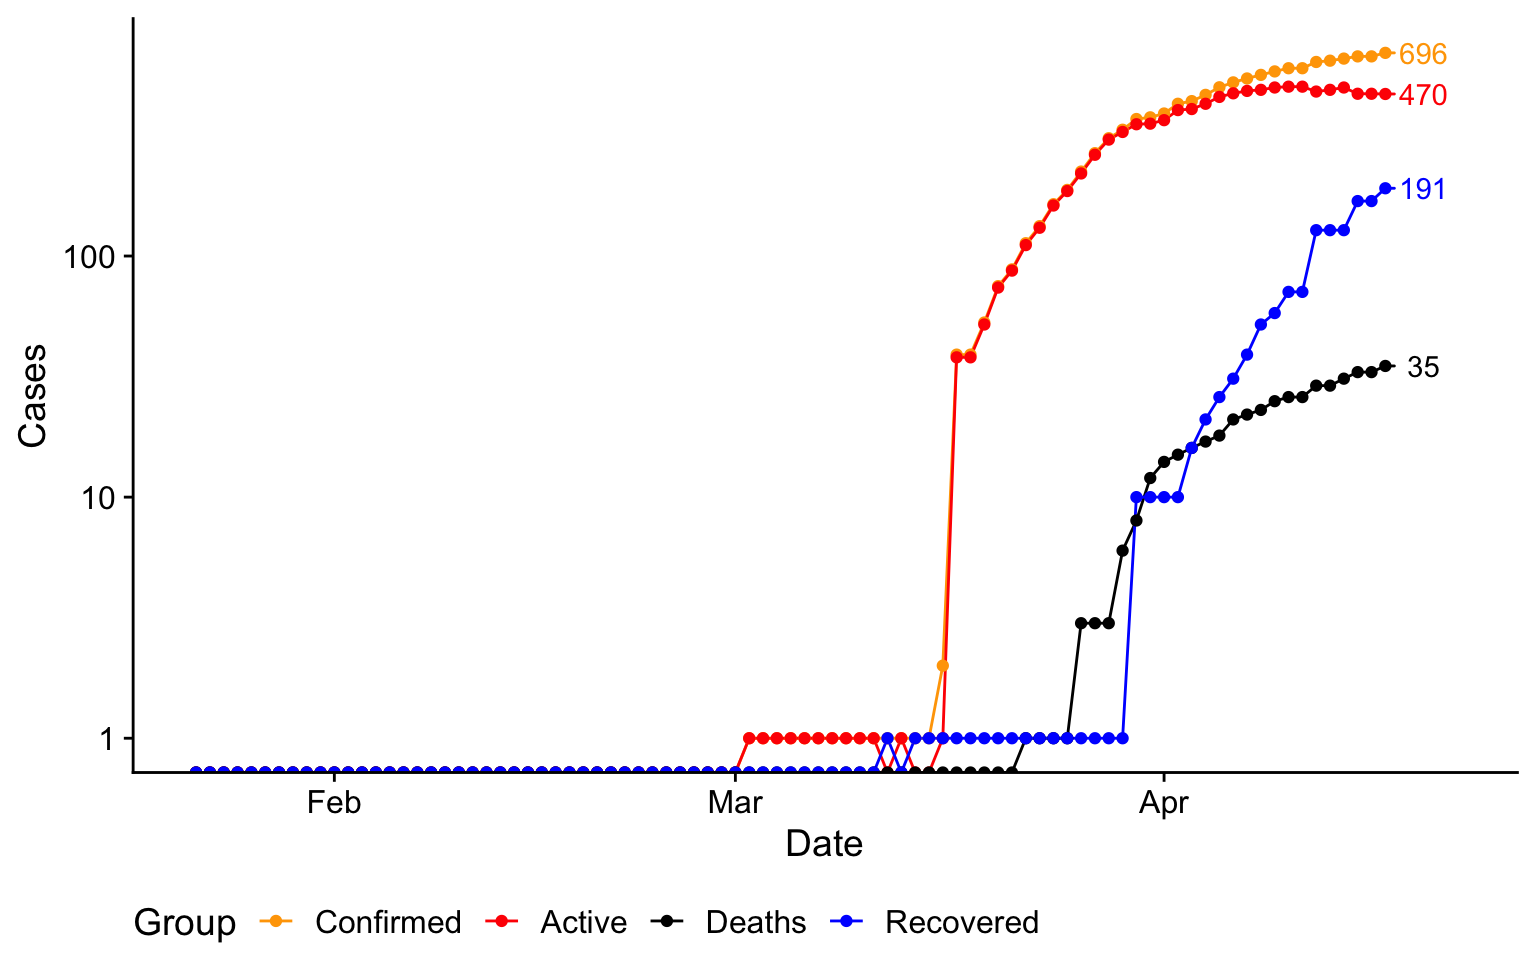 696
470
191
35
100
10
1
Cases
Feb Mar Apr
Date
Group Confirmed Active Deaths Recovered